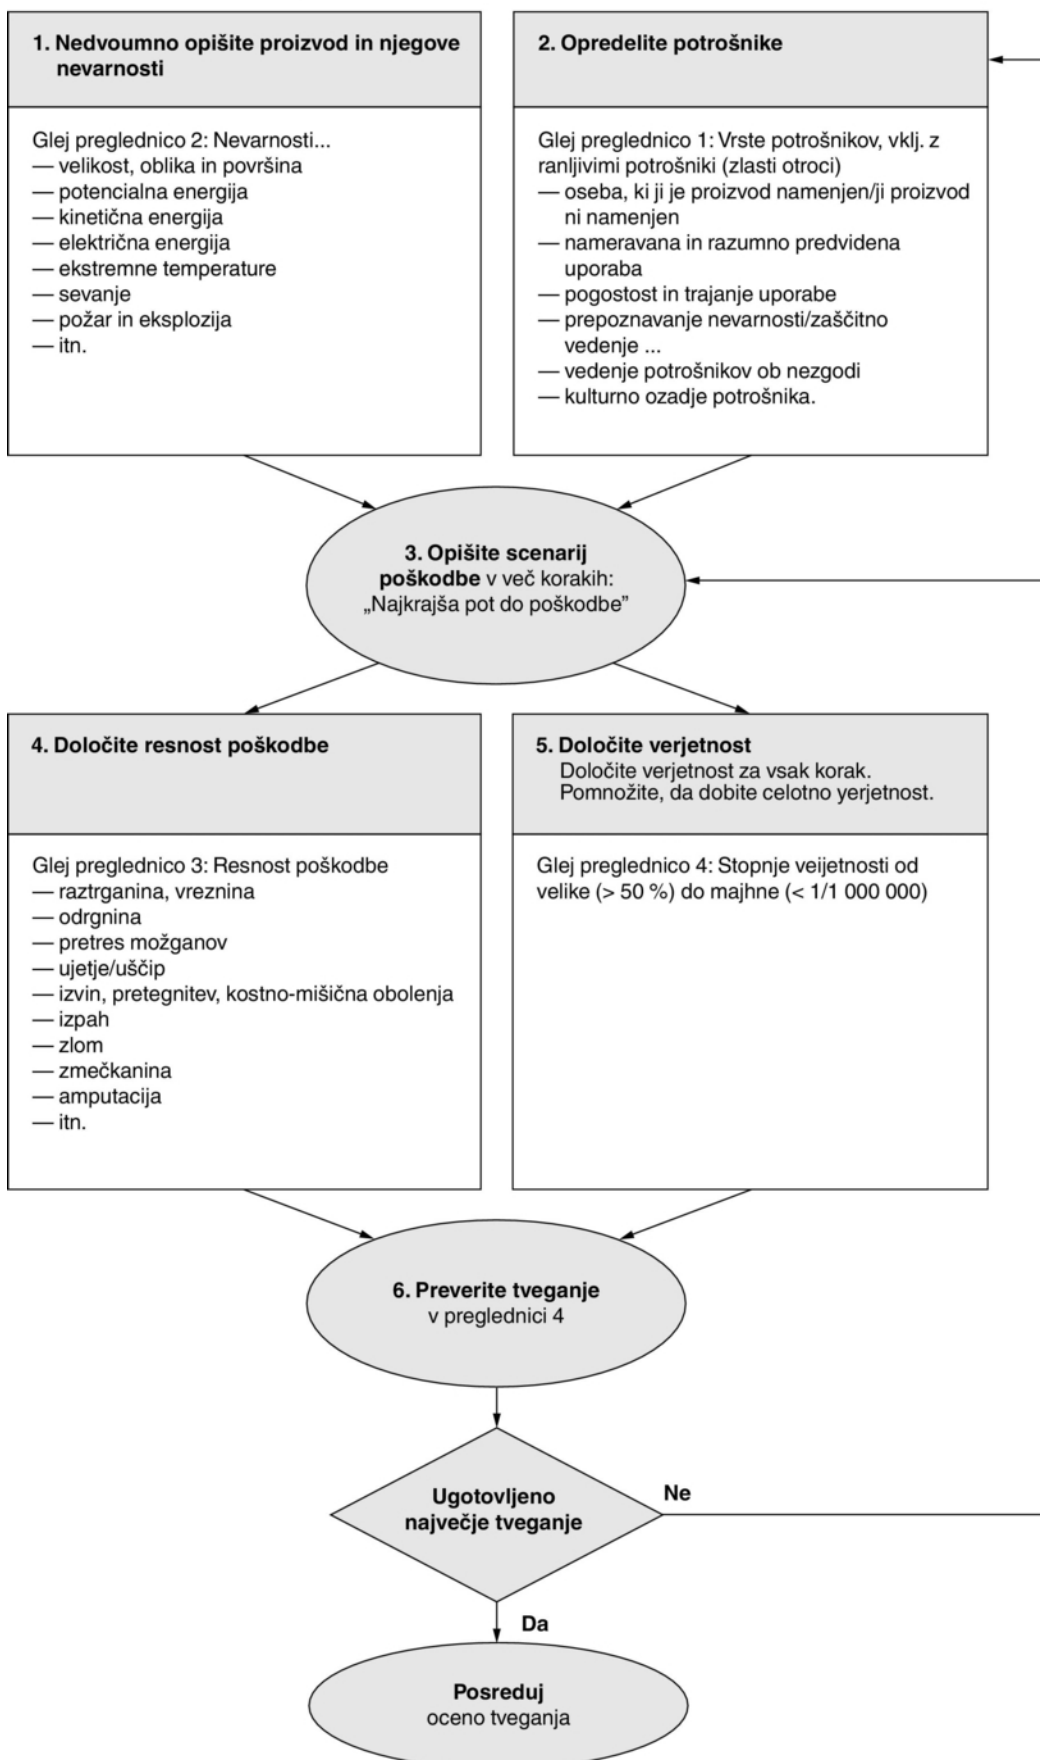 1. Nedvoumno opišite proizvod in njegove
nevarnosti
Glej preglednico 2: Nevarnosti...
— velikost, oblika in površina
— potencialna energija
— kinetična energija
— električna energija
— ekstremne temperature
— sevanje
— požar in eksplozija
— itn.
2. Opredelite potrošnike
Glej preglednico 1: Vrste potrošnikov, vklj. z
ranljivimi potrošniki (zlasti otroci)
— oseba, ki ji je proizvod namenjen/ji proizvod
ni namenjen
— nameravana in razumno predvidena
uporaba
— pogostost in trajanje uporabe
— prepoznavanje nevarnosti/zaščitno
vedenje ...
— vedenje potrošnikov ob nezgodi
— kulturno ozadje potrošnika.
3. Opišite scenarij
poškodbe v več korakih:
„Najkrajša pot do poškodbe”
4. Določite resnost poškodbe
Glej preglednico 3: Resnost poškodbe
— raztrganina, vreznina
— odrgnina
— pretres možganov
— ujetje/uščip
— izvin, pretegnitev, kostno-mišična obolenja
— izpah
— zlom
— zmečkanina
— amputacija
— itn.
5. Določite verjetnost
Določite verjetnost za vsak korak.
Pomnožite, da dobite celotno yerjetnost.
Glej preglednico 4: Stopnje veijetnosti od
velike (> 50 %) do majhne (< 1/1 000 000)
6. Preverite tveganje
v preglednici 4
Ugotovljeno
največje tveganje
Ne
Da
Posreduj
oceno tveganja